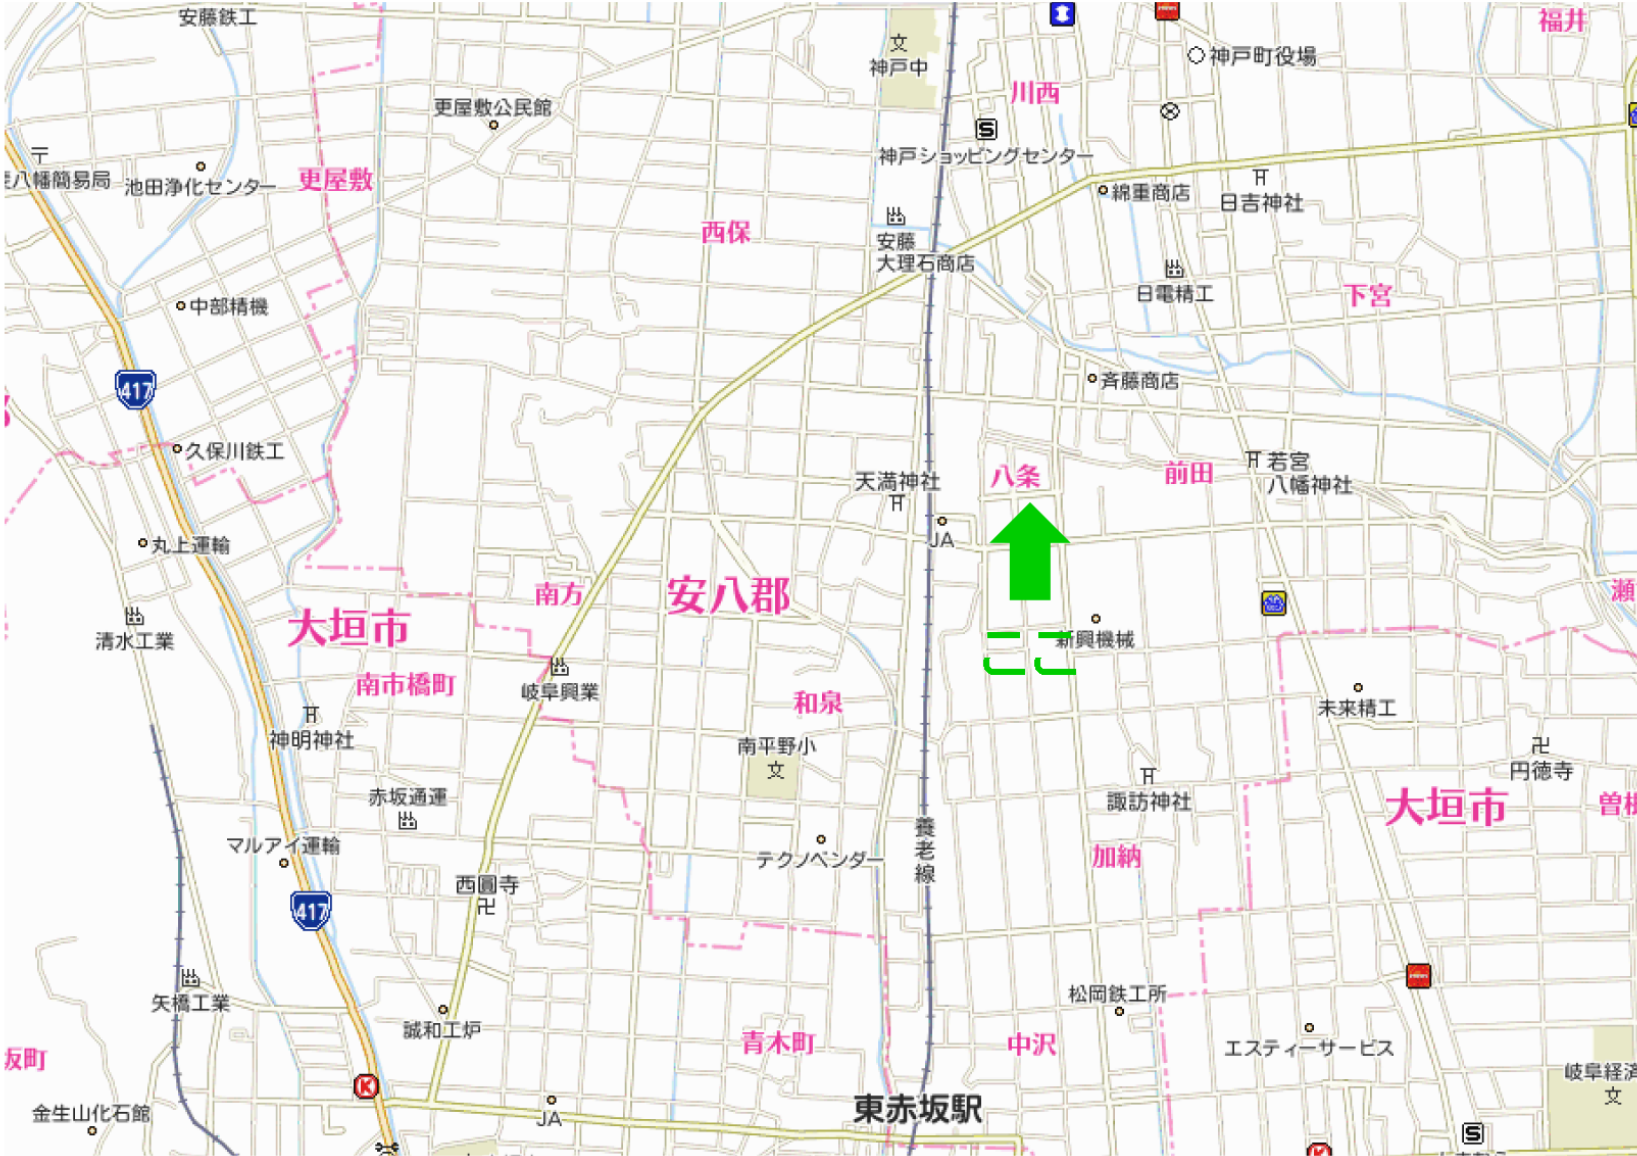 安藤鉄工
福井
神戸町役場
神戸中
川西
更屋敷公民館
神戸ショッピングセンター
八幡簡易局
池田浄化センター
更屋敷
綿重商店
日吉神社
西保
安藤
大理石商店
日電精工
下宮
中部精機
417
斉藤商店
久保川鉄工
天満神社
八条
前田
若宮
八幡神社
丸上運輸
JA
南方
安八郡
瀬
清水工業
大垣市
新興機械
南市橋町
岐阜興業
和泉
未来精工
神明神社
南平野小
円徳寺
諏訪神社
大垣市
曽根
赤坂通運
養老線
マルアイ運輸
テクノベンダー
加納
西圓寺
417
矢橋工業
松岡鉄工所
誠和工炉
青木町
中沢
エスティーサービス
坂町
岐阜経済
金生山化石館
K
JA
東赤坂駅
S
S